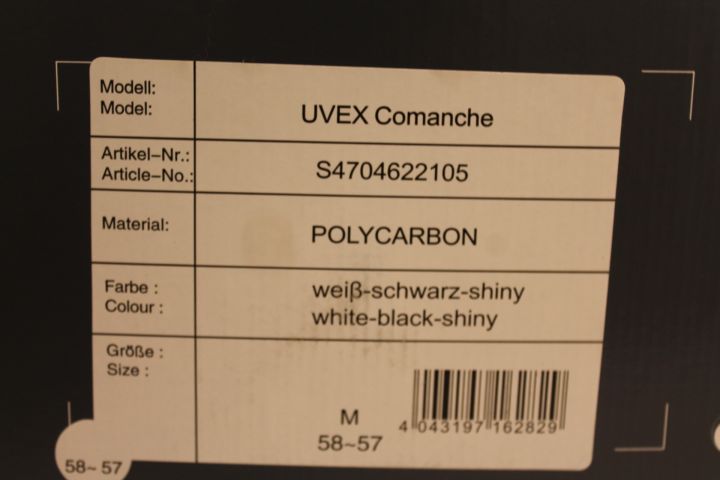 Modell:
Model:
UVEX Comanche
Artikel-Nr.:
Article-No.:
S4704622105
Material:
POLYCARBON
Farbe :
Colour :
weiβ-schwarz-shiny
white-black-shiny
Größe :
Size :
M
58~57
4 043197 162829
58~57